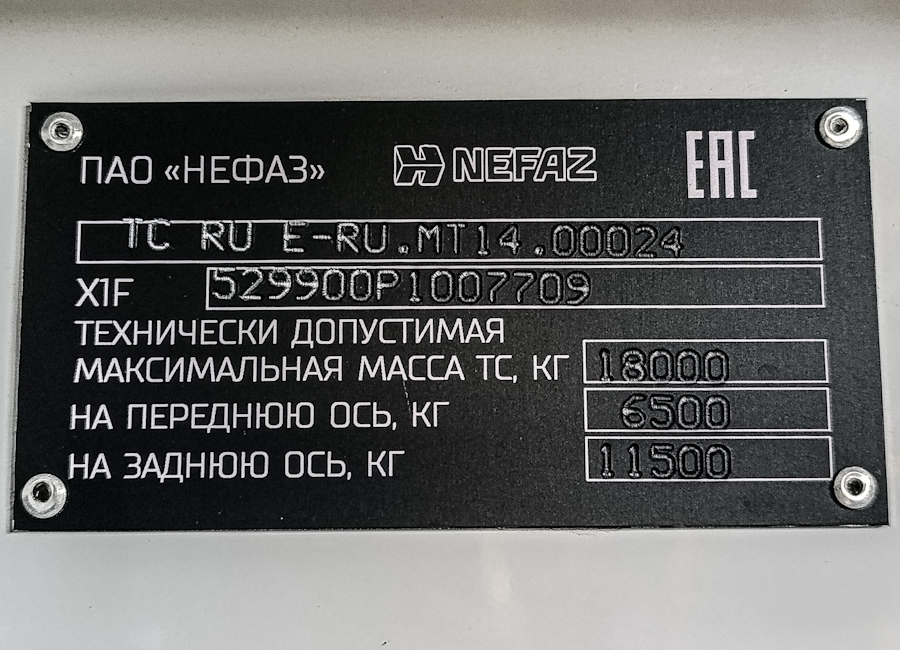 ПАО «НЕФАЗ» NEFAZ EAC
TC RU E-RU.MT14.00024
X1F 529900P1007709
ТЕХНИЧЕСКИ ДОПУСТИМАЯ
МАКСИМАЛЬНАЯ МАССА ТС, КГ 18000
НА ПЕРЕДНЮЮ ОСЬ, КГ 6500
НА ЗАДНЮЮ ОСЬ, КГ 11500